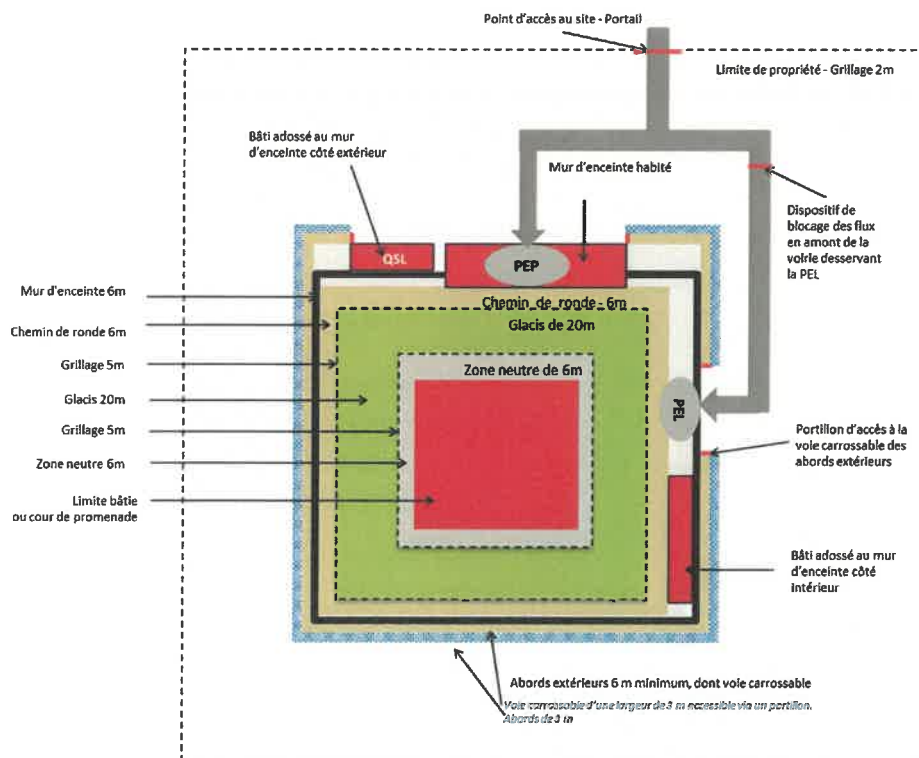 Point d'accès au site - Portail
Limite de propriété - Grillage 2m
Bâti adossé au mur
d'enceinte côté extérieur
Mur d'enceinte habité
Dispositif de
blocage des flux
en amont de la
voirie desservant
la PEL
QSL
PEP
Mur d'enceinte 6m
Chemin de ronde 6m
Grillage 5m
Glacis 20m
Grillage 5m
Zone neutre 6m
Limite bâtie
ou cour de promenade
Chemin de ronde - 6m
Glacis de 20m
Zone neutre de 6m
PEL
Portillon d'accès à la
voie carrossable des
abords extérieurs
Bâti adossé au mur
d'enceinte côté
intérieur
Abords extérieurs 6 m minimum, dont voie carrossable
Voie carrossable d'une largeur de 3 m accessible via un portillon.
Abords de 3 m